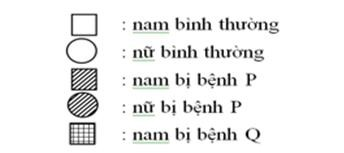 : nam bình thường
: nữ bình thường
: nam bị bệnh P
: nữ bị bệnh P
: nam bị bệnh Q